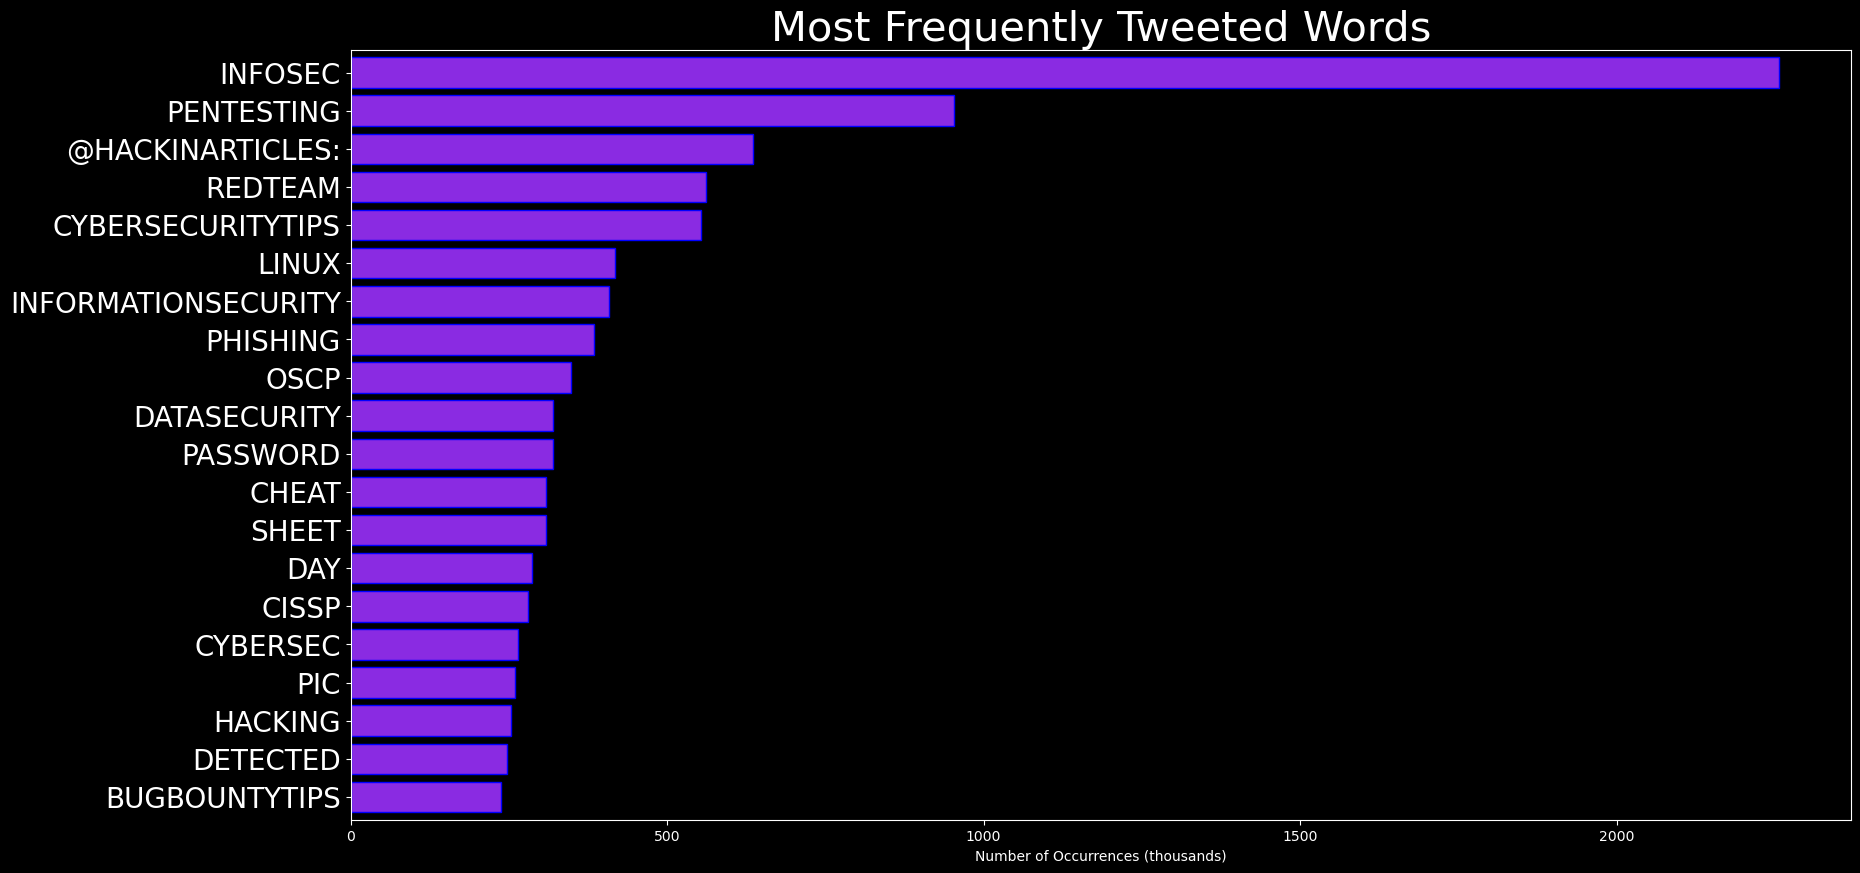 Most Frequently Tweeted Words
INFOSEC
PENTESTING
@HACKINARTICLES:
REDTEAM
CYBERSECURITYTIPS
LINUX
INFORMATIONSECURITY
PHISHING
OSCP
DATASECURITY
PASSWORD
CHEAT
SHEET
DAY
CISSP
CYBERSEC
PIC
HACKING
DETECTED
BUGBOUNTYTIPS
0 500 1000 1500 2000
Number of Occurrences (thousands)